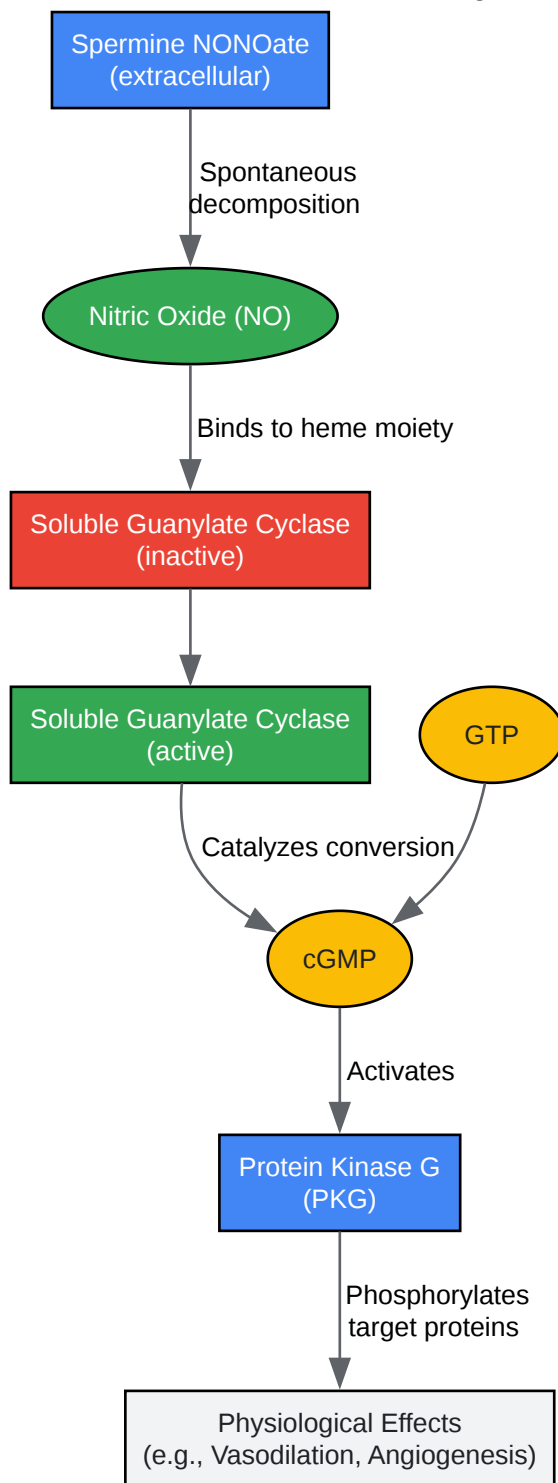 Spermine NONOate
(extracellular)
Spontaneous
decomposition
Nitric Oxide (NO)
Binds to heme moiety
Soluble Guanylate Cyclase
(inactive)
Soluble Guanylate Cyclase
(active)
GTP
Catalyzes conversion
cGMP
Activates
Protein Kinase G
(PKG)
Phosphorylates
target proteins
Physiological Effects
(e.g., Vasodilation, Angiogenesis)